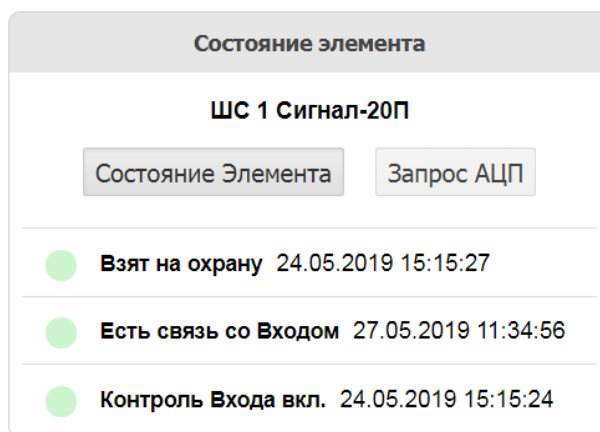 Состояние элемента
ШС 1 Сигнал-20П
Состояние Элемента Запрос АЦП
Взят на охрану 24.05.2019 15:15:27
Есть связь со Входом 27.05.2019 11:34:56
Контроль Входа вкл. 24.05.2019 15:15:24